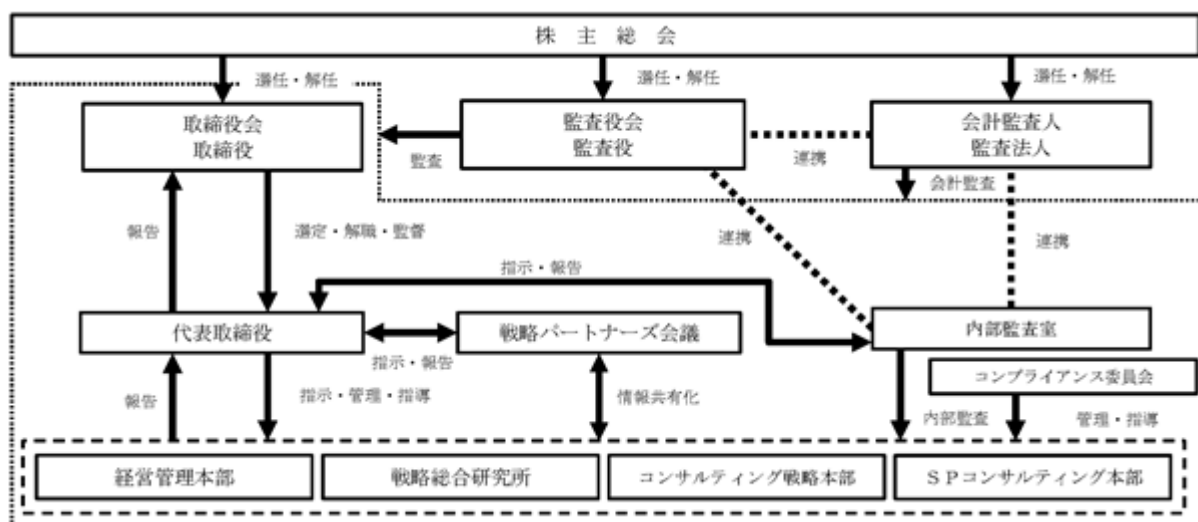 株 主 総 会
選任・解任
選任・解任
選任・解任
取締役会
取締役
監査
監査役会
監査役
連携
会計監査人
監査法人
会計監査
報告
選定・解職・監督
連携
連携
指示・報告
代表取締役
戦略パートナーズ会議
内部監査室
指示・報告
コンプライアンス委員会
報告
指示・管理・指導
情報共有化
内部監査
管理・指導
経営管理本部
戦略総合研究所
コンサルティング戦略本部
ＳＰコンサルティング本部